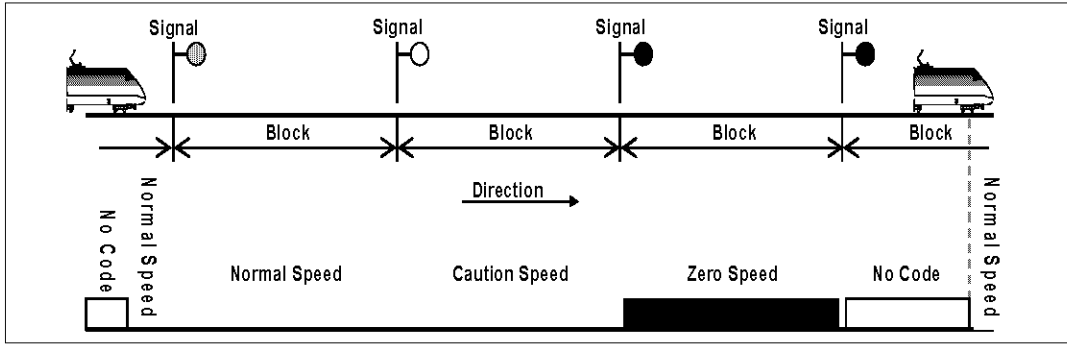 Signal Signal Signal Signal
Block Block Block Block
Direction
No Code
Normal Speed
Normal Speed Caution Speed Zero Speed No Code
Normal Speed